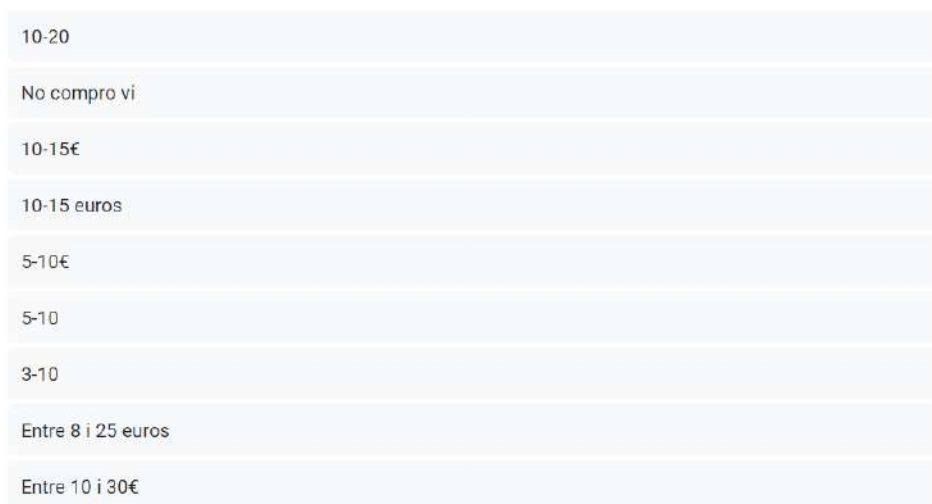 10-20
No compro vi
10-15€
10-15 euros
5-10€
5-10
3-10
Entre 8 i 25 euros
Entre 10 i 30€